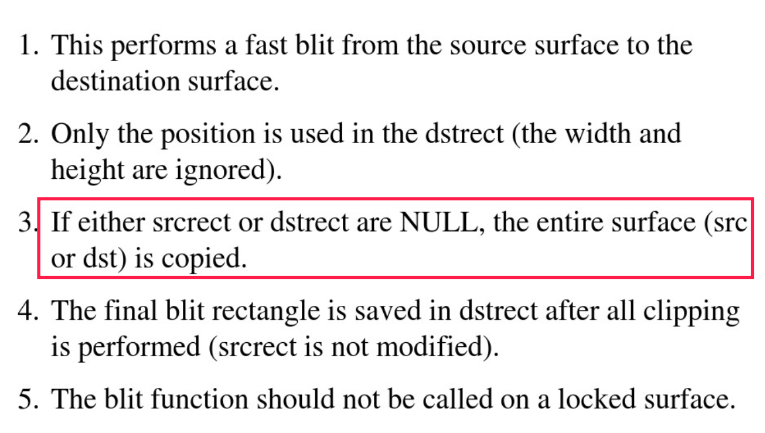 1. This performs a fast blit from the source surface to the
destination surface.
2. Only the position is used in the dstrect (the width and
height are ignored).
3. If either srcrect or dstrect are NULL, the entire surface (src
or dst) is copied.
4. The final blit rectangle is saved in dstrect after all clipping
is performed (srcrect is not modified).
5. The blit function should not be called on a locked surface.